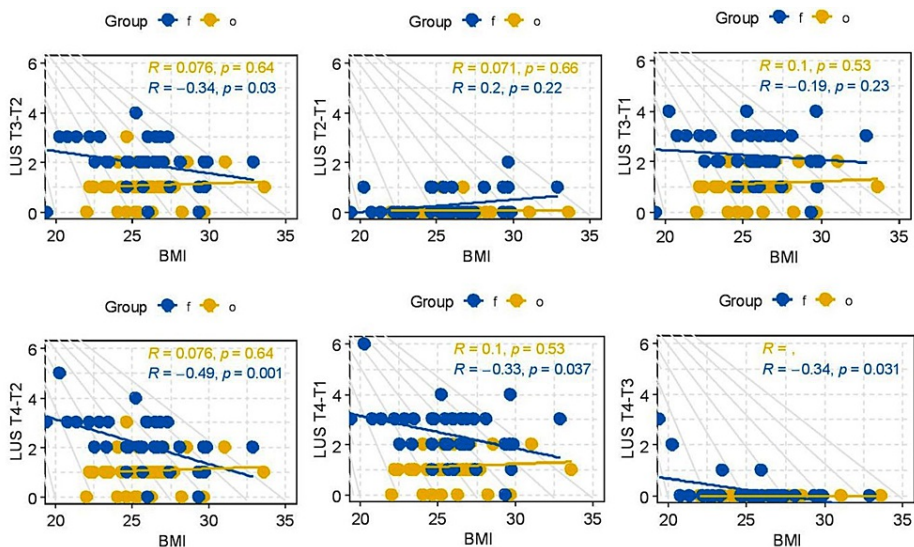 Group f o
Group f o
Group f o
R = 0.076, p = 0.64
R = −0.34, p = 0.03
LUS T3-T2
6
4
2
0
20 25 30 35
BMI
R = 0.071, p = 0.66
R = 0.2, p = 0.22
LUS T2-T1
6
4
2
0
20 25 30 35
BMI
R = 0.1, p = 0.53
R = −0.19, p = 0.23
LUS T3-T1
6
4
2
0
20 25 30 35
BMI
Group f o
Group f o
Group f o
R = 0.076, p = 0.64
R = −0.49, p = 0.001
LUS T4-T2
6
4
2
0
20 25 30 35
BMI
R = 0.1, p = 0.53
R = −0.33, p = 0.037
LUS T4-T1
6
4
2
0
20 25 30 35
BMI
R = ,
R = −0.34, p = 0.031
LUS T4-T3
6
4
2
0
20 25 30 35
BMI